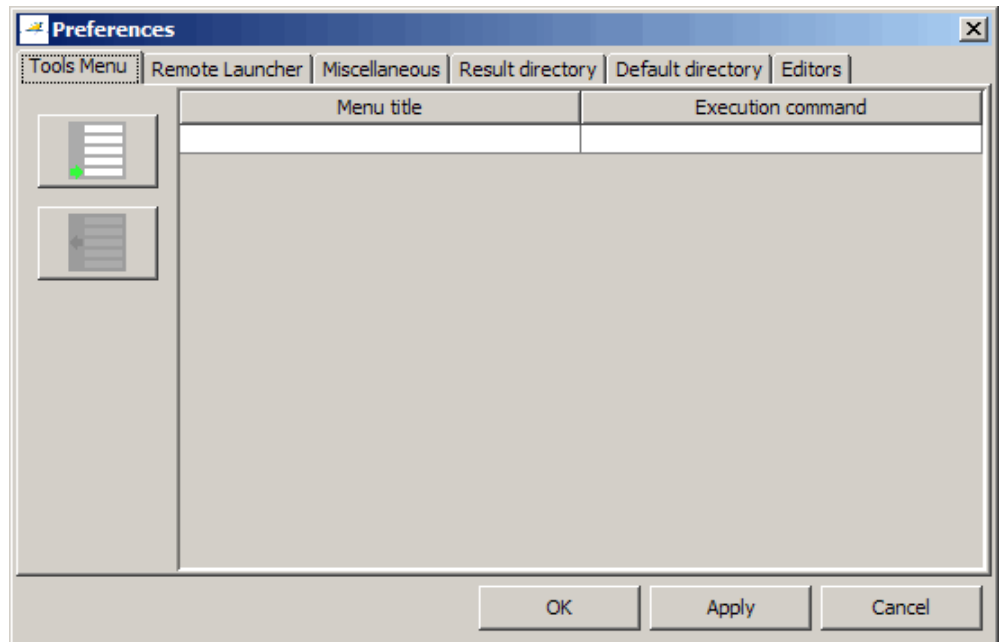 Preferences
Tools Menu Remote Launcher Miscellaneous Result directory Default directory Editors
Menu title Execution command
OK Apply Cancel